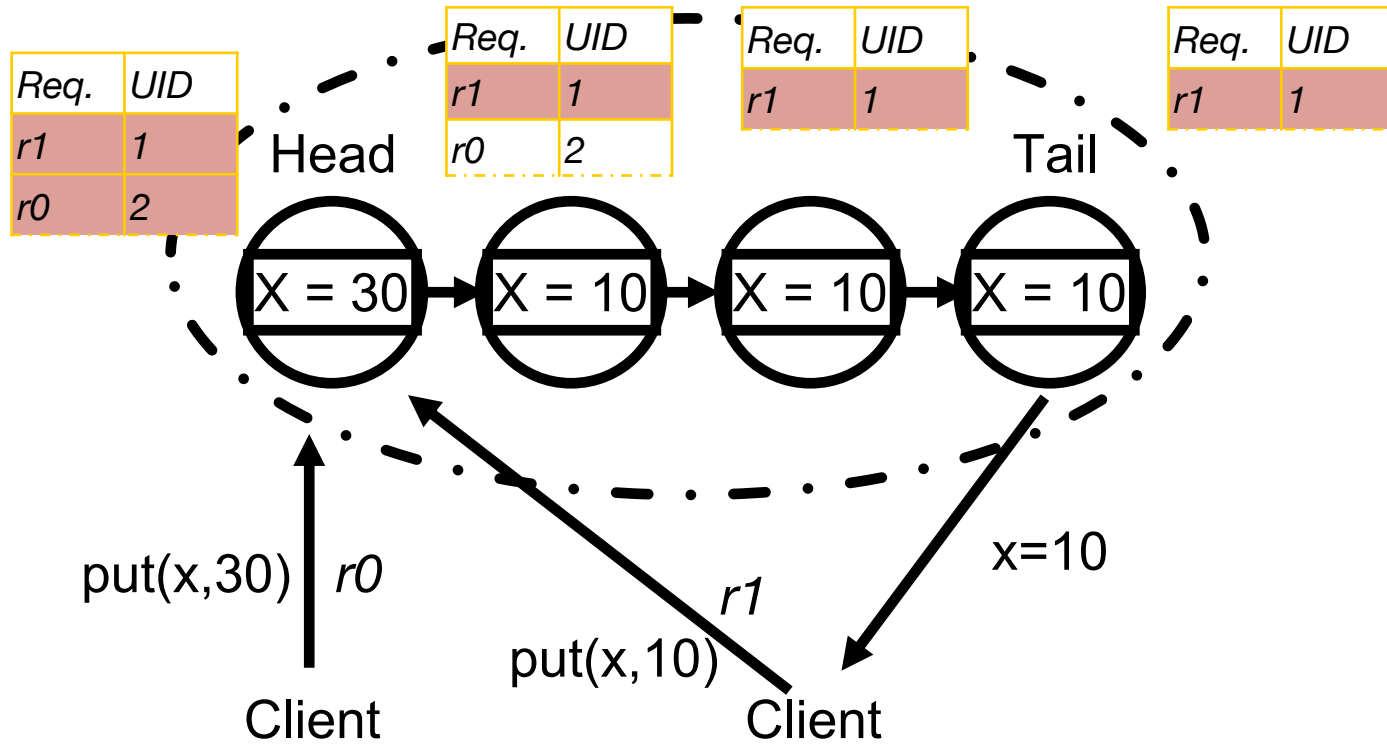 Req. UID
r1 1
r0 2
Req. UID
r1 1
r0 2
Req. UID
r1 1
Req. UID
r1 1
Head
Tail
X = 30
X = 10
X = 10
X = 10
put(x,30)
r0
r1
put(x,10)
x=10
Client
Client